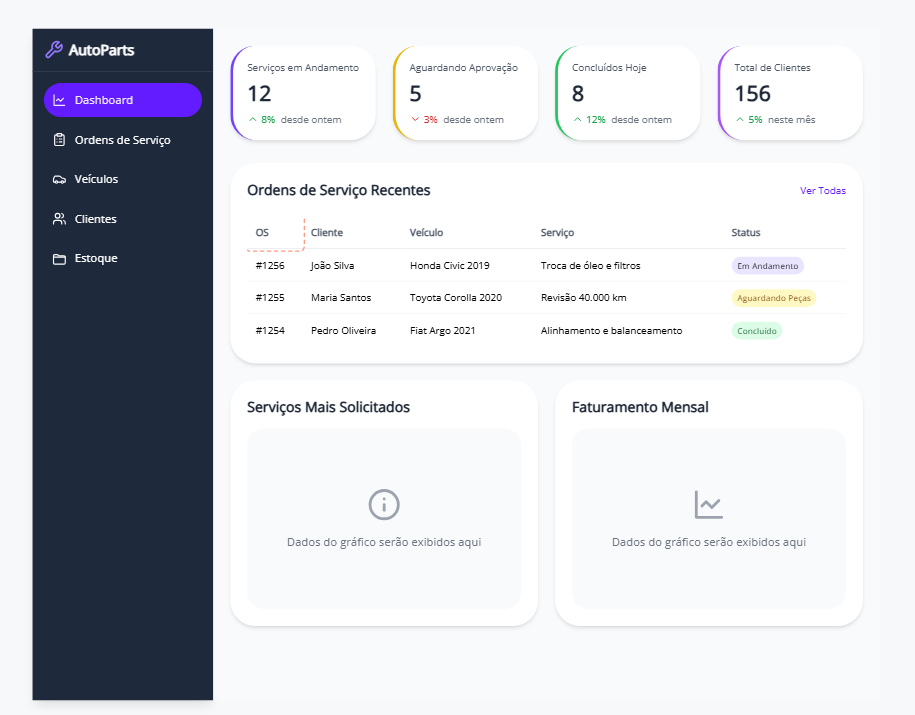 AutoParts
Dashboard
Ordens de Serviço
Veículos
Clientes
Estoque
Serviços em Andamento
12
8% desde ontem
Aguardando Aprovação
5
3% desde ontem
Concluídos Hoje
8
12% desde ontem
Total de Clientes
156
5% neste mês
Ordens de Serviço Recentes
Ver Todas
OS Cliente Veículo Serviço Status
#1256 João Silva Honda Civic 2019 Troca de óleo e filtros Em Andamento
#1255 Maria Santos Toyota Corolla 2020 Revisão 40.000 km Aguardando Peças
#1254 Pedro Oliveira Fiat Argo 2021 Alinhamento e balanceamento Concluído
Serviços Mais Solicitados
Dados do gráfico serão exibidos aqui
Faturamento Mensal
Dados do gráfico serão exibidos aqui